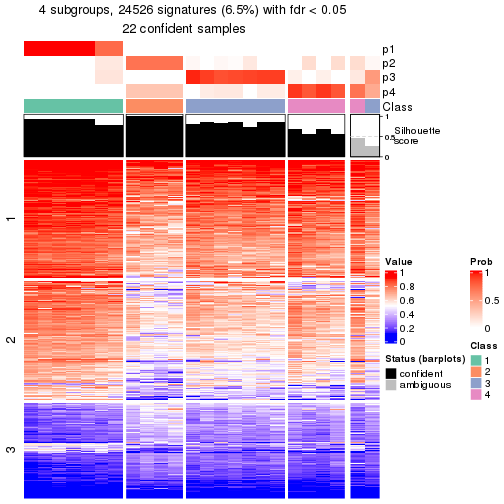 4 subgroups, 24526 signatures (6.5%) with fdr < 0.05
22 confident samples
p1
p2
p3
p4
Class
1
0.5
0
Silhouette
score
1
2
3
Value
1
0.8
0.6
0.4
0.2
0
Status (barplots)
confident
ambiguous
Prob
1
0.5
0
Class
1
2
3
4